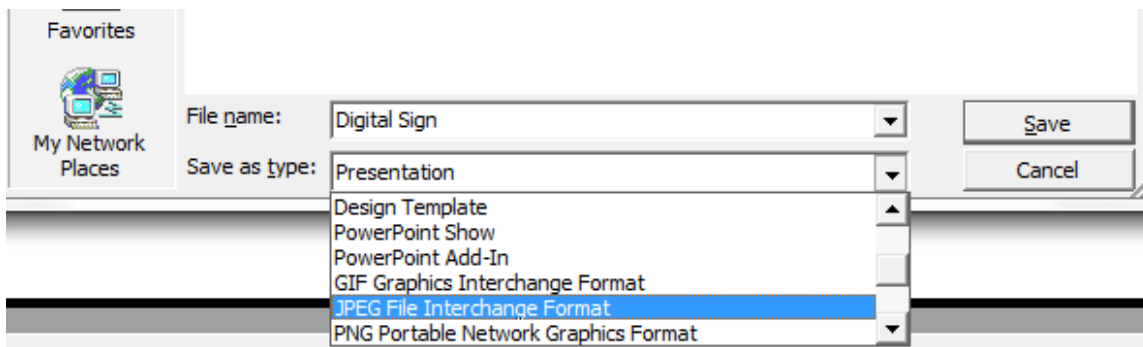 Favorites
My Network
Places
File name:
Digital Sign
Save
Save as type:
Presentation
Cancel
Design Template
PowerPoint Show
PowerPoint Add-In
GIF Graphics Interchange Format
JPEG File Interchange Format
PNG Portable Network Graphics Format